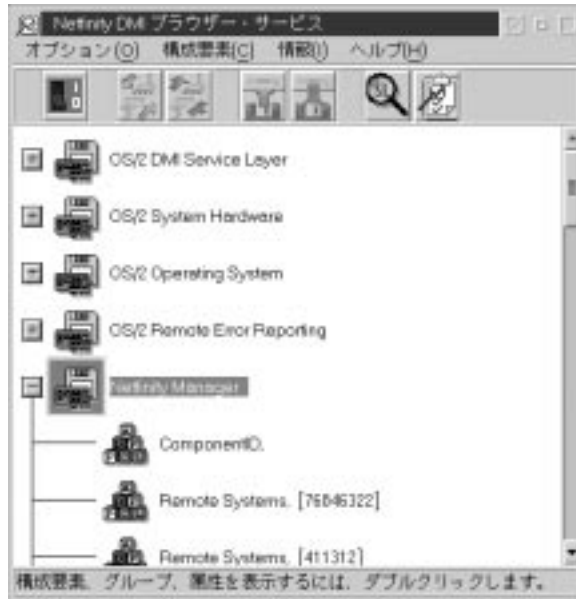 Netfinity DMI ブラウザー・サービス
オプション(O) 構成要素(C) 情報(I) ヘルプ(H)
OS/2 DMI Service Layer
OS/2 System Hardware
OS/2 Operating System
OS/2 Remote Error Reporting
Netfinity Manager
ComponentID,
Remote Systems, [76846322]
Remote Systems, [411312]
構成要素、グループ、属性を表示するには、ダブルクリックします。